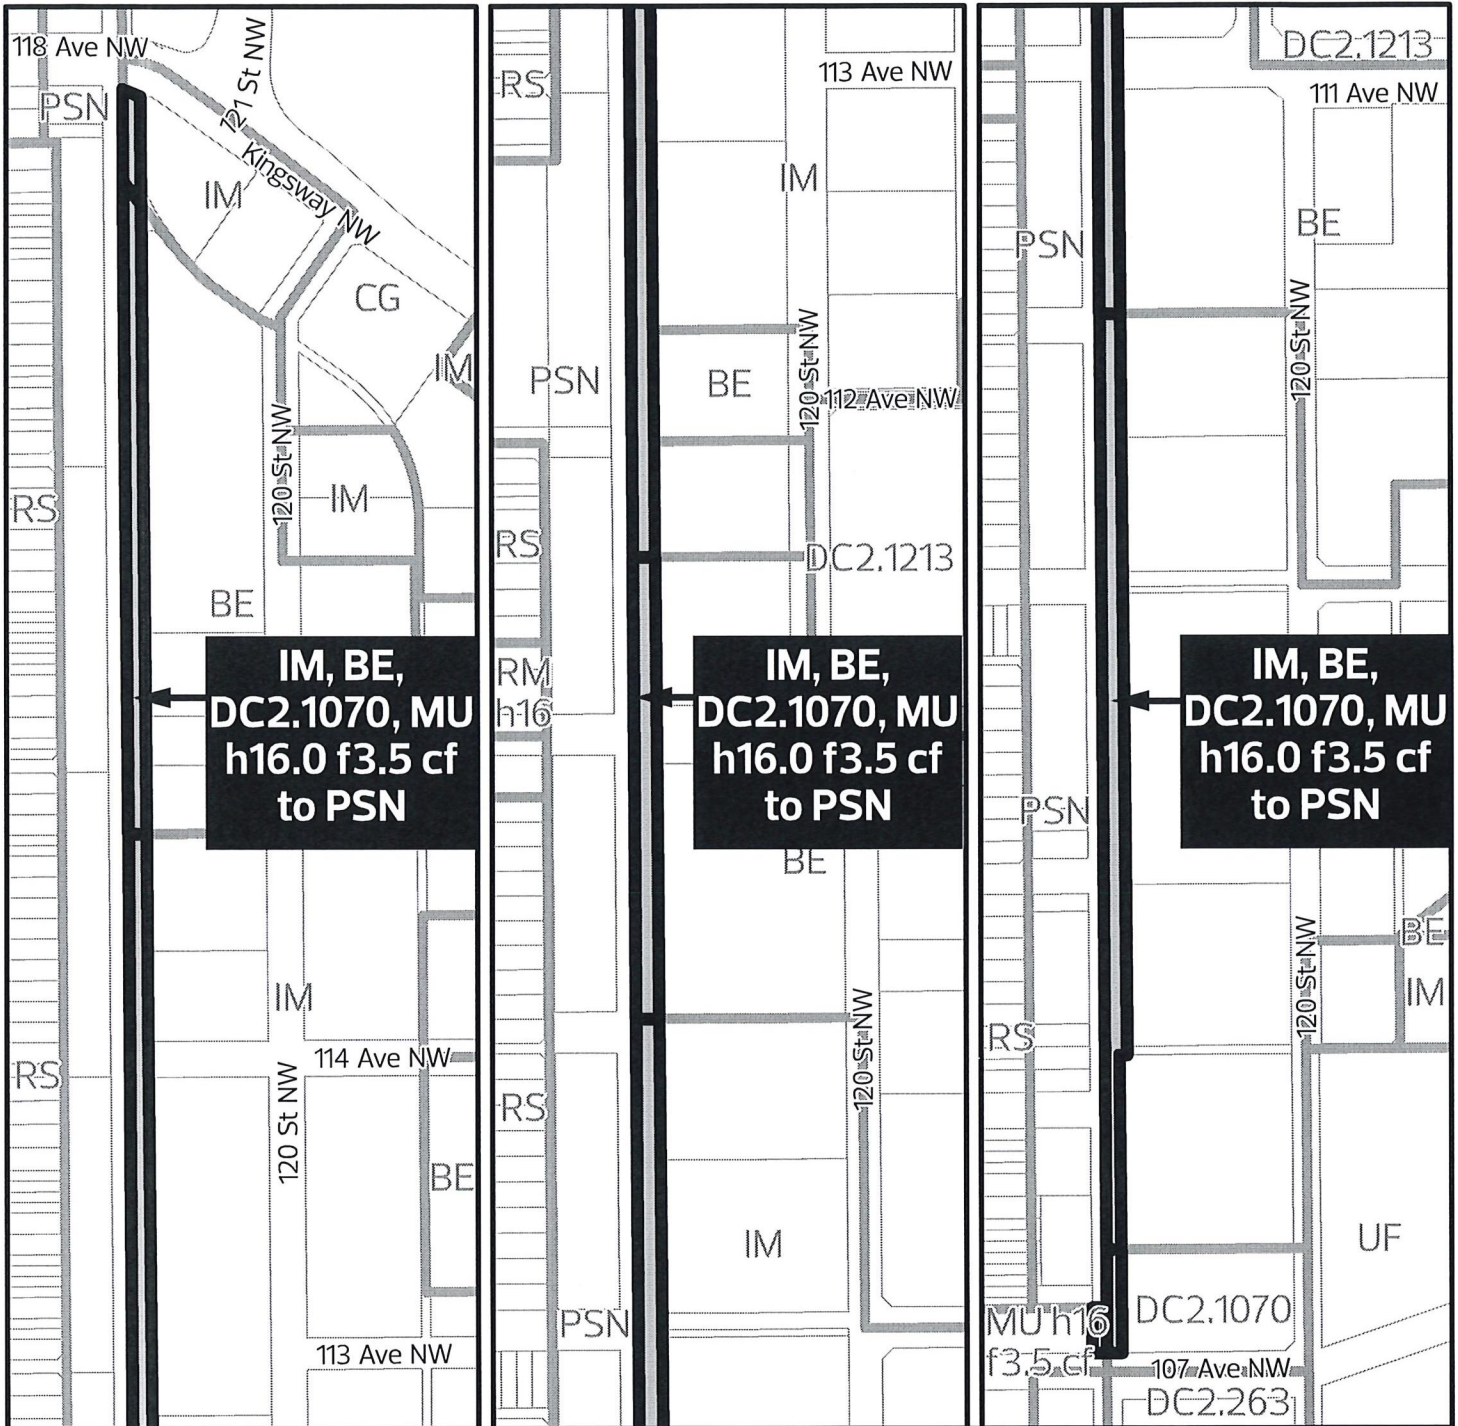 118 Ave NW
121 St NW
PSN
Kingsway NW
IM
CG
IM
120 St NW
RS
IM
BE
IM, BE,
DC2.1070, MU
h16.0 f3.5 cf
to PSN
IM
114 Ave NW
RS
120 St NW
BE
113 Ave NW
RS
113 Ave NW
IM
120 St NW
PSN
BE
112 Ave NW
RS
DC2.1213
RM
h16
IM, BE,
DC2.1070, MU
h16.0 f3.5 cf
to PSN
BE
120 St NW
RS
IM
PSN
DC2.1213
111 Ave NW
BE
PSN
120 St NW
IM, BE,
DC2.1070, MU
h16.0 f3.5 cf
to PSN
PSN
BE
120 St NW
IM
RS
UF
MU h16
f3.5 cf
DC2.1070
107 Ave NW
DC2.263